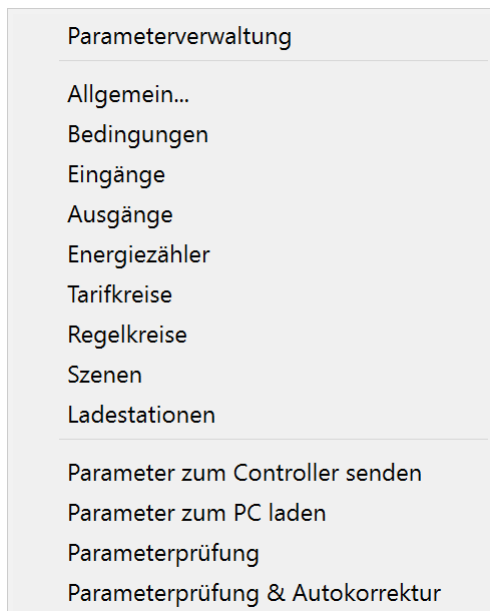 Parameterverwaltung
Allgemein...
Bedingungen
Eingänge
Ausgänge
Energiezähler
Tarifkreise
Regelkreise
Szenen
Ladestationen
Parameter zum Controller senden
Parameter zum PC laden
Parameterprüfung
Parameterprüfung & Autokorrektur